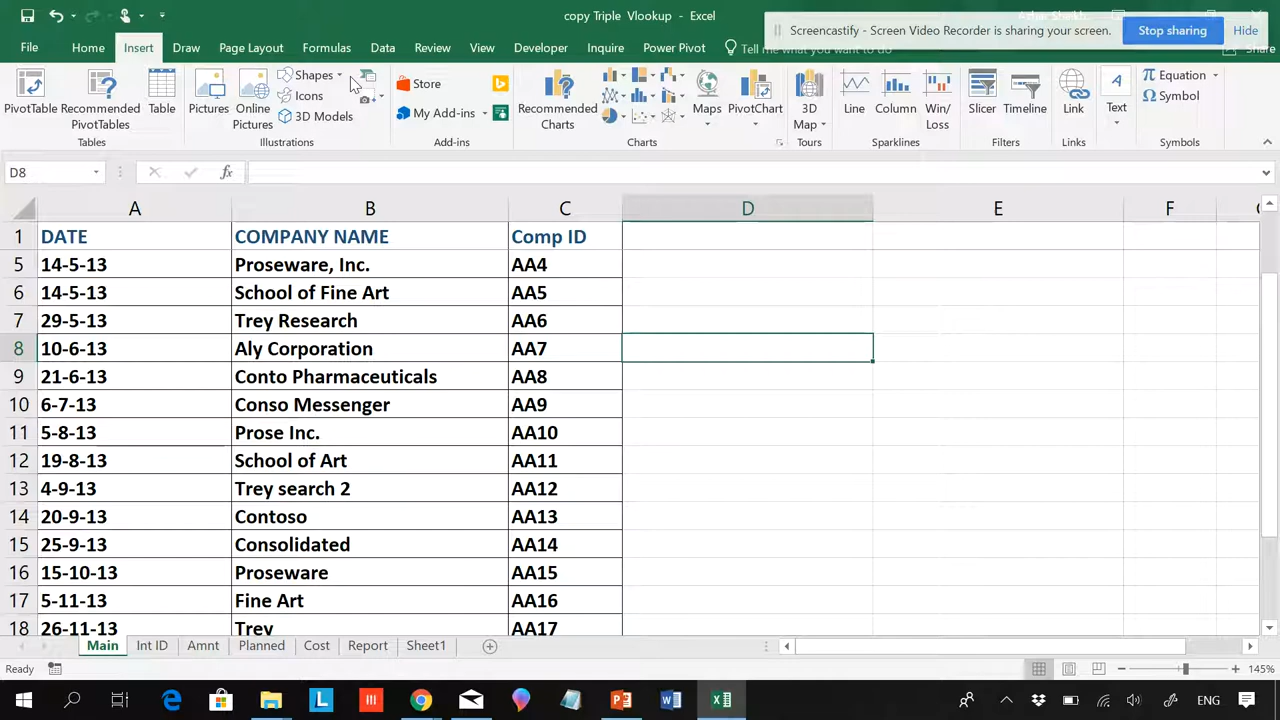 copy Triple Vlookup - Excel
Screencastify - Screen Video Recorder is sharing your screen.
Stop sharing
Hide
File Home Insert Draw Page Layout Formulas Data Review View Developer Inquire Power Pivot Tell me what you want to do
Share
PivotTable
Recommended PivotTables
Table
Tables
Pictures
Online Pictures
Shapes
Icons
3D Models
Illustrations
Store
My Add-ins
Add-ins
Recommended Charts
Maps
PivotChart
Charts
3D Map
Tours
Line
Column
Win/Loss
Sparklines
Slicer
Timeline
Filters
Link
Links
Text
Equation
Symbol
Symbols
D8
fx
A B C D E F
1 DATE COMPANY NAME Comp ID
5 14-5-13 Proseware, Inc. AA4
6 14-5-13 School of Fine Art AA5
7 29-5-13 Trey Research AA6
8 10-6-13 Aly Corporation AA7
9 21-6-13 Conto Pharmaceuticals AA8
10 6-7-13 Conso Messenger AA9
11 5-8-13 Prose Inc. AA10
12 19-8-13 School of Art AA11
13 4-9-13 Trey search 2 AA12
14 20-9-13 Contoso AA13
15 25-9-13 Consolidated AA14
16 15-10-13 Proseware AA15
17 5-11-13 Fine Art AA16
18 26-11-13 Trey AA17
Main Int ID Amnt Planned Cost Report Sheet1
Ready
145%
ENG